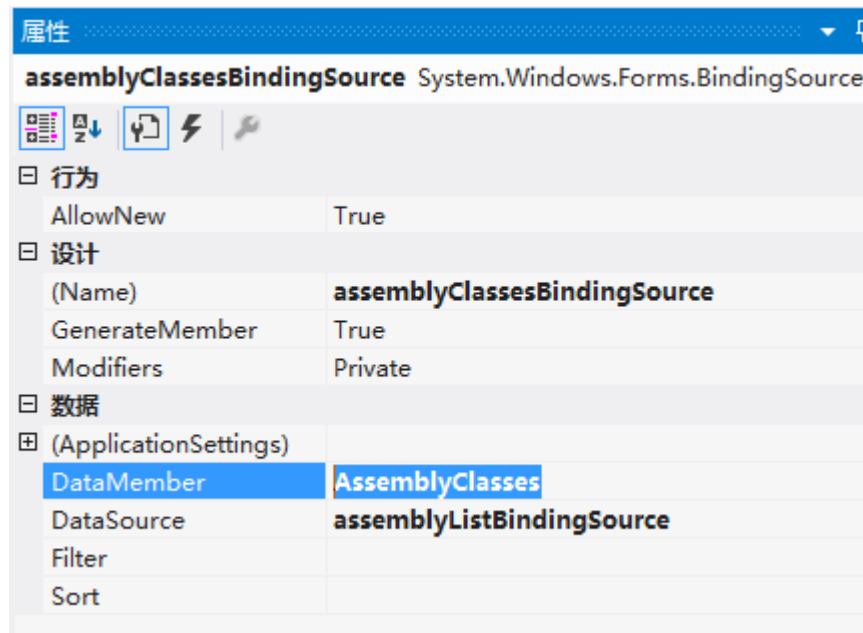 属性
assemblyClassesBindingSource System.Windows.Forms.BindingSource
行为
AllowNew True
设计
(Name) assemblyClassesBindingSource
GenerateMember True
Modifiers Private
数据
(ApplicationSettings)
DataMember AssemblyClasses
DataSource assemblyListBindingSource
Filter
Sort